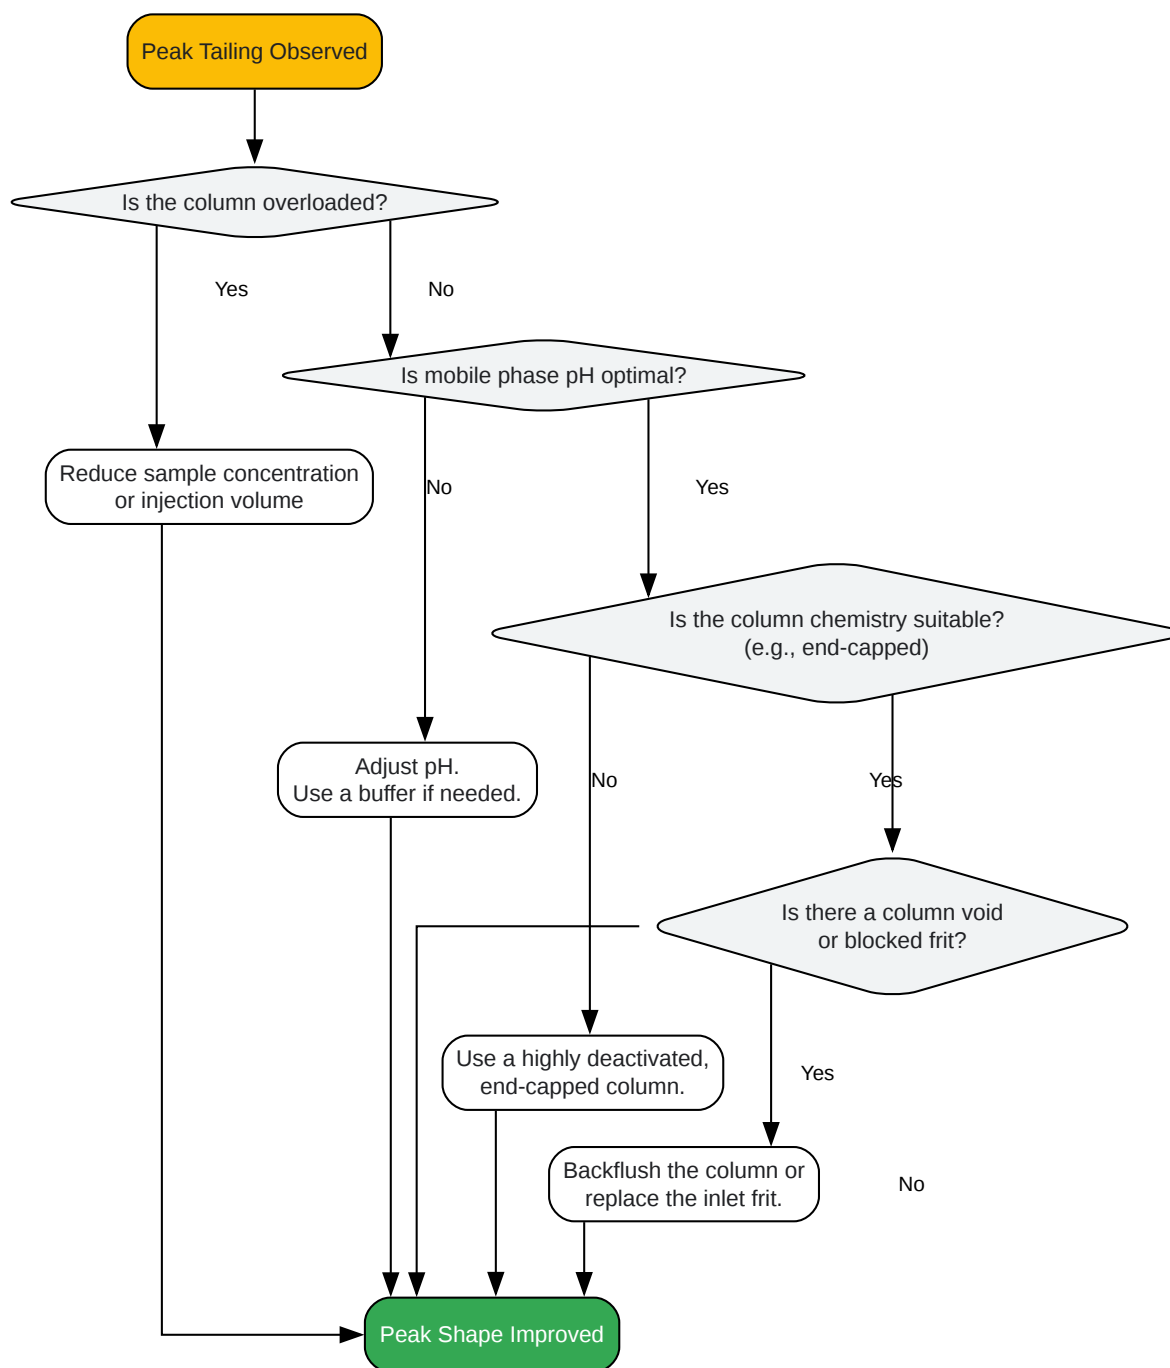 Peak Tailing Observed
Is the column overloaded?
Yes
No
Is mobile phase pH optimal?
Reduce sample concentration
or injection volume
No
Yes
Is the column chemistry suitable?
(e.g., end-capped)
Adjust pH.
Use a buffer if needed.
No
Yes
Is there a column void
or blocked frit?
Use a highly deactivated,
end-capped column.
Yes
Backflush the column or
replace the inlet frit.
No
Peak Shape Improved